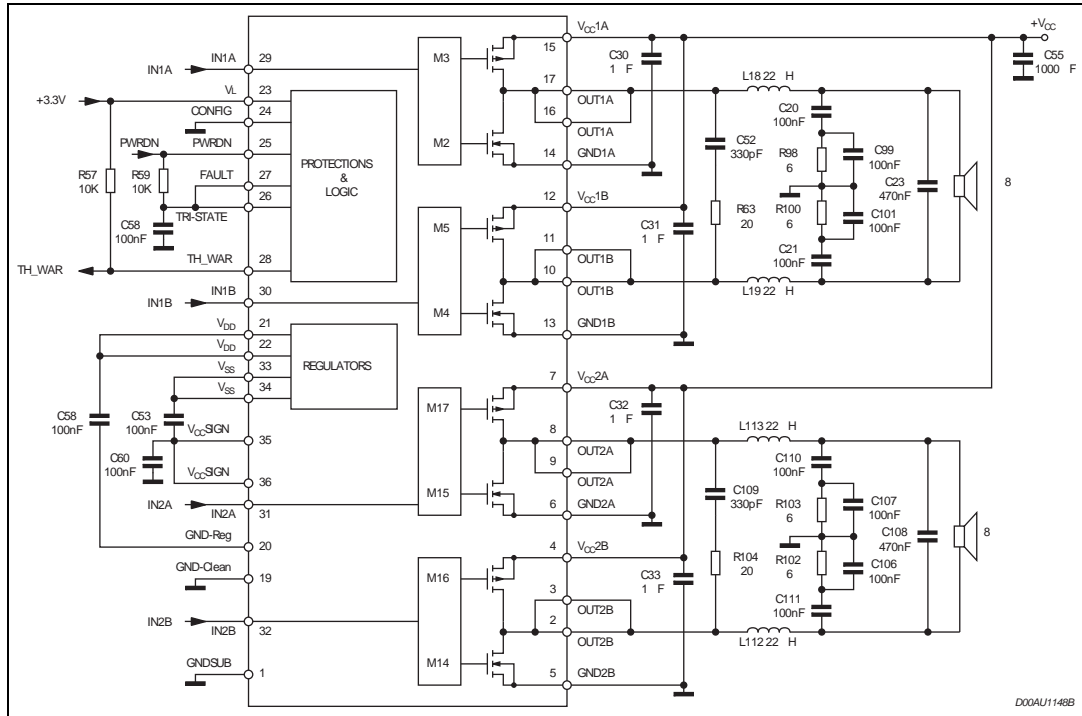 VCC1A
+VCC
15
M3
C30
1 F
C55
1000 F
IN1A
29
IN1A
17
OUT1A
L18 22 H
+3.3V
VL
23
CONFIG
24
16
OUT1A
C20
100nF
C52
330pF
C99
100nF
PWRDN
PWRDN
25
M2
14
GND1A
R98
6
C23
470nF
8
R57
10K
R59
10K
FAULT
27
PROTECTIONS
&
LOGIC
12
VCC1B
26
TRI-STATE
C58
100nF
M5
C31
1 F
R63
20
R100
6
C101
100nF
11
OUT1B
C21
100nF
TH_WAR
TH_WAR
28
10
OUT1B
L19 22 H
IN1B
IN1B
30
M4
13
GND1B
VDD
21
VDD
22
VSS
33
VSS
34
REGULATORS
7
VCC2A
C58
100nF
C53
100nF
M17
C32
1 F
VCCSIGN
35
8
OUT2A
L113 22 H
C60
100nF
9
OUT2A
C110
100nF
VCCSIGN
36
M15
C109
330pF
C107
100nF
IN2A
IN2A
31
6
GND2A
R103
6
C108
470nF
8
GND-Reg
20
4
VCC2B
GND-Clean
19
M16
C33
1 F
R104
20
R102
6
C106
100nF
3
OUT2B
C111
100nF
IN2B
IN2B
32
2
OUT2B
L112 22 H
GNDSUB
1
M14
5
GND2B
D00AU1148B